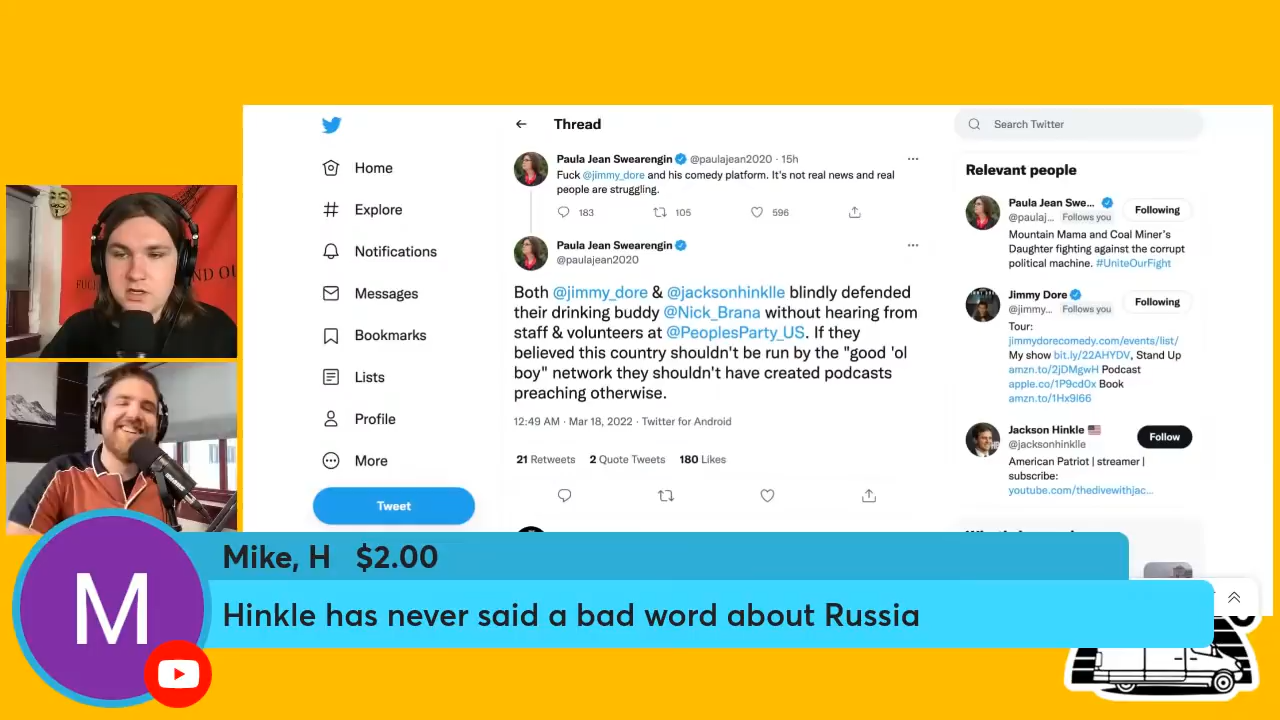 Home
Explore
Notifications
Messages
Bookmarks
Lists
Profile
More
Tweet
Thread
Paula Jean Swearengin @paulajean2020 · 15h
Fuck @jimmy_dore and his comedy platform. It's not real news and real
people are struggling.
183 105 596
Paula Jean Swearengin
@paulajean2020
Both @jimmy_dore & @jacksonhinklle blindly defended
their drinking buddy @Nick_Brana without hearing from
staff & volunteers at @PeoplesParty_US. If they
believed this country shouldn't be run by the "good 'ol
boy" network they shouldn't have created podcasts
preaching otherwise.
12:49 AM · Mar 18, 2022 · Twitter for Android
21 Retweets 2 Quote Tweets 180 Likes
Search Twitter
Relevant people
Paula Jean Swe...
@paulaj... Follows you
Following
Mountain Mama and Coal Miner's
Daughter fighting against the corrupt
political machine. #UniteOurFight
Jimmy Dore
@jimmy... Follows you
Following
Tour:
jimmydorecomedy.com/events/list/
My show bit.ly/22AHYDV, Stand Up
amzn.to/2jDMgwH Podcast
apple.co/1P9cd0x Book
amzn.to/1Hx9I66
Jackson Hinkle
@jacksonhinklle
Follow
American Patriot | streamer |
subscribe:
youtube.com/thedivewithjac...
M
Mike, H $2.00
Hinkle has never said a bad word about Russia